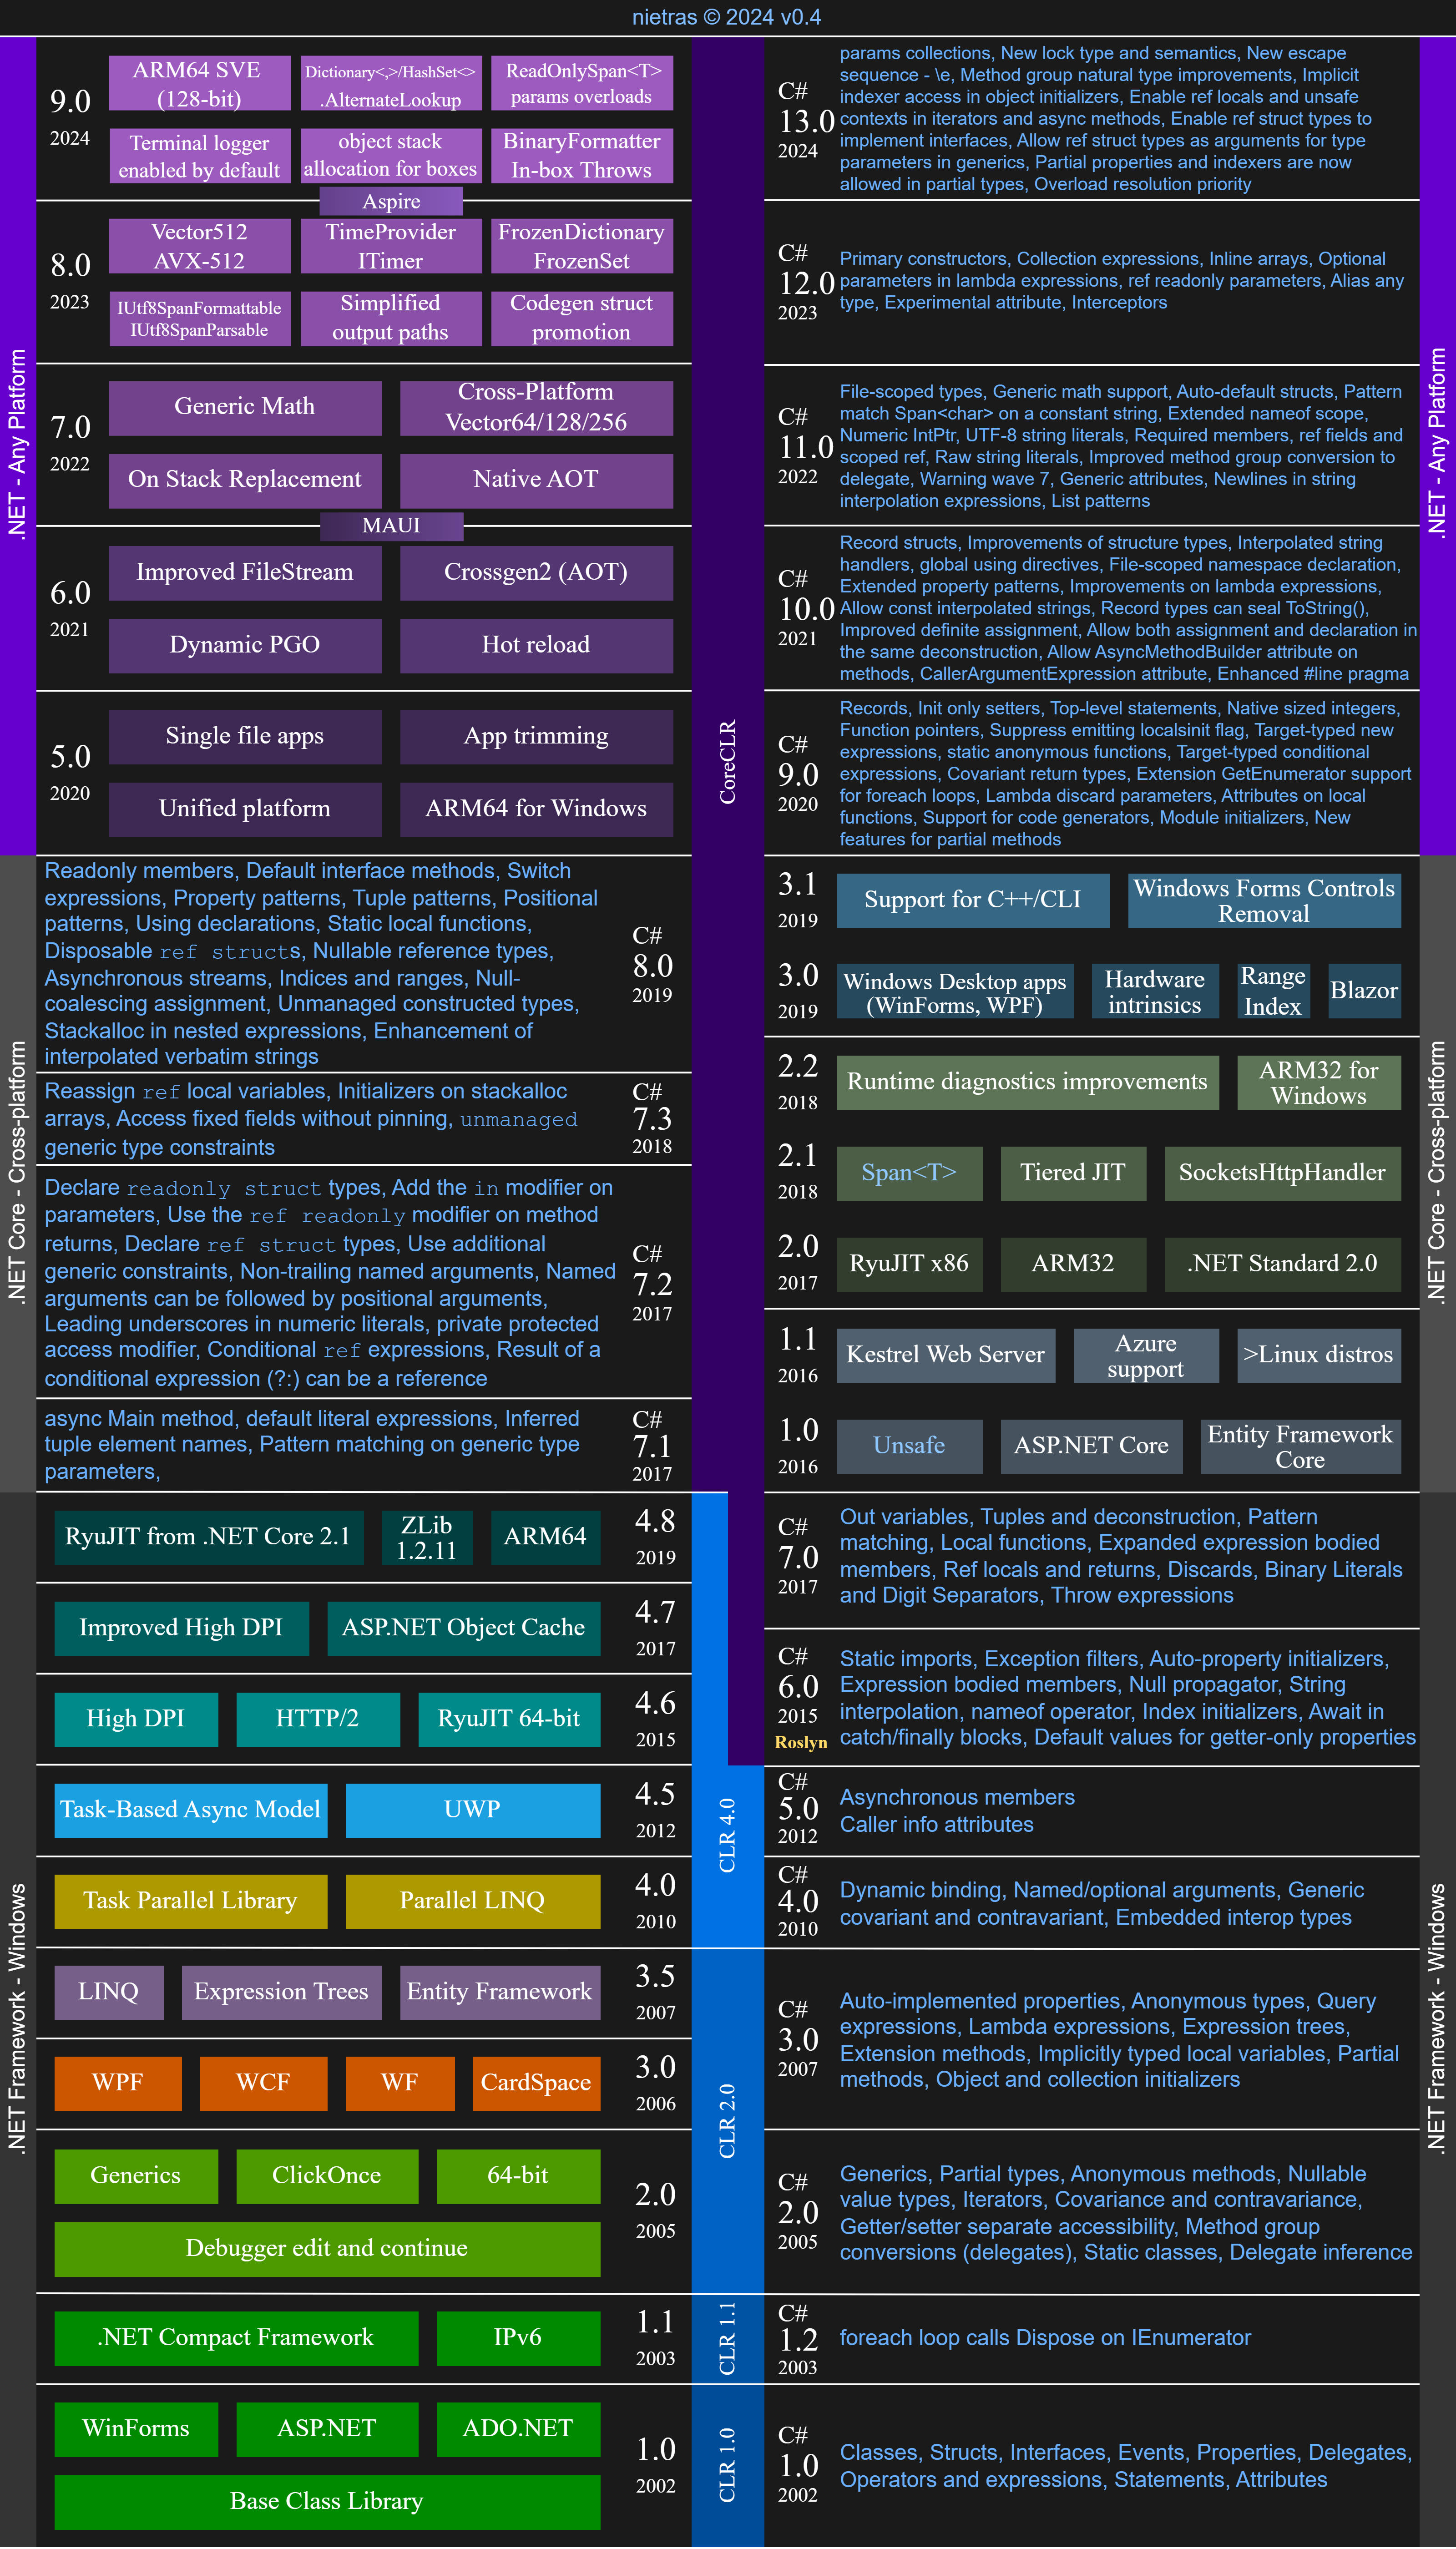 nietras © 2024 v0.4
.NET - Any Platform
9.0
2024
ARM64 SVE
(128-bit)
Dictionary<,>/HashSet<>
.AlternateLookup
ReadOnlySpan<T>
params overloads
Terminal logger
enabled by default
object stack
allocation for boxes
BinaryFormatter
In-box Throws
Aspire
8.0
2023
Vector512
AVX-512
TimeProvider
ITimer
FrozenDictionary
FrozenSet
IUtf8SpanFormattable
IUtf8SpanParsable
Simplified
output paths
Codegen struct
promotion
7.0
2022
Generic Math
Cross-Platform
Vector64/128/256
On Stack Replacement
Native AOT
MAUI
6.0
2021
Improved FileStream
Crossgen2 (AOT)
Dynamic PGO
Hot reload
5.0
2020
Single file apps
App trimming
Unified platform
ARM64 for Windows
CoreCLR
C#
13.0
2024
params collections, New lock type and semantics, New escape
sequence - \e, Method group natural type improvements, Implicit
indexer access in object initializers, Enable ref locals and unsafe
contexts in iterators and async methods, Enable ref struct types to
implement interfaces, Allow ref struct types as arguments for type
parameters in generics, Partial properties and indexers are now
allowed in partial types, Overload resolution priority
C#
12.0
2023
Primary constructors, Collection expressions, Inline arrays, Optional
parameters in lambda expressions, ref readonly parameters, Alias any
type, Experimental attribute, Interceptors
C#
11.0
2022
File-scoped types, Generic math support, Auto-default structs, Pattern
match Span<char> on a constant string, Extended nameof scope,
Numeric IntPtr, UTF-8 string literals, Required members, ref fields and
scoped ref, Raw string literals, Improved method group conversion to
delegate, Warning wave 7, Generic attributes, Newlines in string
interpolation expressions, List patterns
C#
10.0
2021
Record structs, Improvements of structure types, Interpolated string
handlers, global using directives, File-scoped namespace declaration,
Extended property patterns, Improvements on lambda expressions,
Allow const interpolated strings, Record types can seal ToString(),
Improved definite assignment, Allow both assignment and declaration in
the same deconstruction, Allow AsyncMethodBuilder attribute on
methods, CallerArgumentExpression attribute, Enhanced #line pragma
C#
9.0
2020
Records, Init only setters, Top-level statements, Native sized integers,
Function pointers, Suppress emitting localsinit flag, Target-typed new
expressions, static anonymous functions, Target-typed conditional
expressions, Covariant return types, Extension GetEnumerator support
for foreach loops, Lambda discard parameters, Attributes on local
functions, Support for code generators, Module initializers, New
features for partial methods
.NET - Any Platform
.NET Core - Cross-platform
Readonly members, Default interface methods, Switch
expressions, Property patterns, Tuple patterns, Positional
patterns, Using declarations, Static local functions,
Disposable ref structs, Nullable reference types,
Asynchronous streams, Indices and ranges, Null-
coalescing assignment, Unmanaged constructed types,
Stackalloc in nested expressions, Enhancement of
interpolated verbatim strings
C#
8.0
2019
Reassign ref local variables, Initializers on stackalloc
arrays, Access fixed fields without pinning, unmanaged
generic type constraints
C#
7.3
2018
Declare readonly struct types, Add the in modifier on
parameters, Use the ref readonly modifier on method
returns, Declare ref struct types, Use additional
generic constraints, Non-trailing named arguments, Named
arguments can be followed by positional arguments,
Leading underscores in numeric literals, private protected
access modifier, Conditional ref expressions, Result of a
conditional expression (?:) can be a reference
C#
7.2
2017
async Main method, default literal expressions, Inferred
tuple element names, Pattern matching on generic type
parameters,
C#
7.1
2017
3.1
2019
Support for C++/CLI
Windows Forms Controls
Removal
3.0
2019
Windows Desktop apps
(WinForms, WPF)
Hardware
intrinsics
Range
Index
Blazor
2.2
2018
Runtime diagnostics improvements
ARM32 for
Windows
2.1
2018
Span<T>
Tiered JIT
SocketsHttpHandler
2.0
2017
RyuJIT x86
ARM32
.NET Standard 2.0
1.1
2016
Kestrel Web Server
Azure
support
>Linux distros
1.0
2016
Unsafe
ASP.NET Core
Entity Framework
Core
.NET Core - Cross-platform
.NET Framework - Windows
RyuJIT from .NET Core 2.1
ZLib
1.2.11
ARM64
4.8
2019
Improved High DPI
ASP.NET Object Cache
4.7
2017
High DPI
HTTP/2
RyuJIT 64-bit
4.6
2015
Task-Based Async Model
UWP
4.5
2012
Task Parallel Library
Parallel LINQ
4.0
2010
LINQ
Expression Trees
Entity Framework
3.5
2007
WPF
WCF
WF
CardSpace
3.0
2006
Generics
ClickOnce
64-bit
Debugger edit and continue
2.0
2005
.NET Compact Framework
IPv6
1.1
2003
WinForms
ASP.NET
ADO.NET
Base Class Library
1.0
2002
CLR 4.0
CLR 2.0
CLR 1.1
CLR 1.0
C#
7.0
2017
Out variables, Tuples and deconstruction, Pattern
matching, Local functions, Expanded expression bodied
members, Ref locals and returns, Discards, Binary Literals
and Digit Separators, Throw expressions
C#
6.0
2015
Roslyn
Static imports, Exception filters, Auto-property initializers,
Expression bodied members, Null propagator, String
interpolation, nameof operator, Index initializers, Await in
catch/finally blocks, Default values for getter-only properties
C#
5.0
2012
Asynchronous members
Caller info attributes
C#
4.0
2010
Dynamic binding, Named/optional arguments, Generic
covariant and contravariant, Embedded interop types
C#
3.0
2007
Auto-implemented properties, Anonymous types, Query
expressions, Lambda expressions, Expression trees,
Extension methods, Implicitly typed local variables, Partial
methods, Object and collection initializers
C#
2.0
2005
Generics, Partial types, Anonymous methods, Nullable
value types, Iterators, Covariance and contravariance,
Getter/setter separate accessibility, Method group
conversions (delegates), Static classes, Delegate inference
C#
1.2
2003
foreach loop calls Dispose on IEnumerator
C#
1.0
2002
Classes, Structs, Interfaces, Events, Properties, Delegates,
Operators and expressions, Statements, Attributes
.NET Framework - Windows